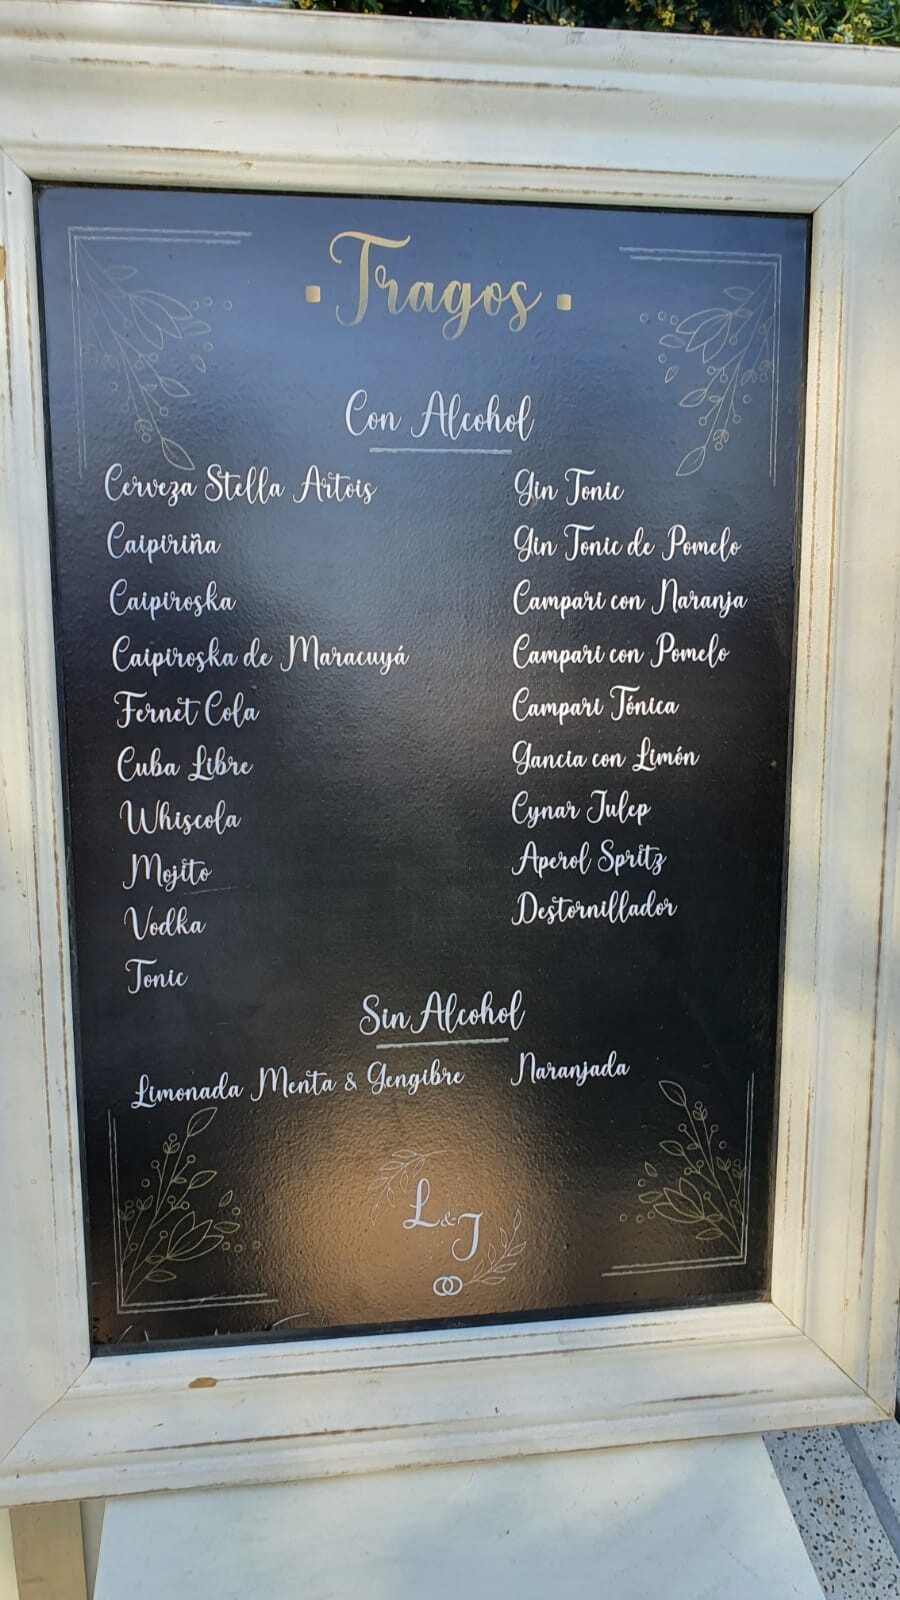 Tragos
Con Alcohol
Cerveza Stella Artois
Caipiriña
Caipiroska
Caipiroska de Maracuyá
Fernet Cola
Cuba Libre
Whiscola
Mojito
Vodka
Tonic
Gin Tonic
Gin Tonic de Pomelo
Campari con Naranja
Campari con Pomelo
Campari Tónica
Gancia con Limón
Cynar Julep
Aperol Spritz
Destornillador
Sin Alcohol
Limonada Menta & Gengibre
Naranjada
L & J